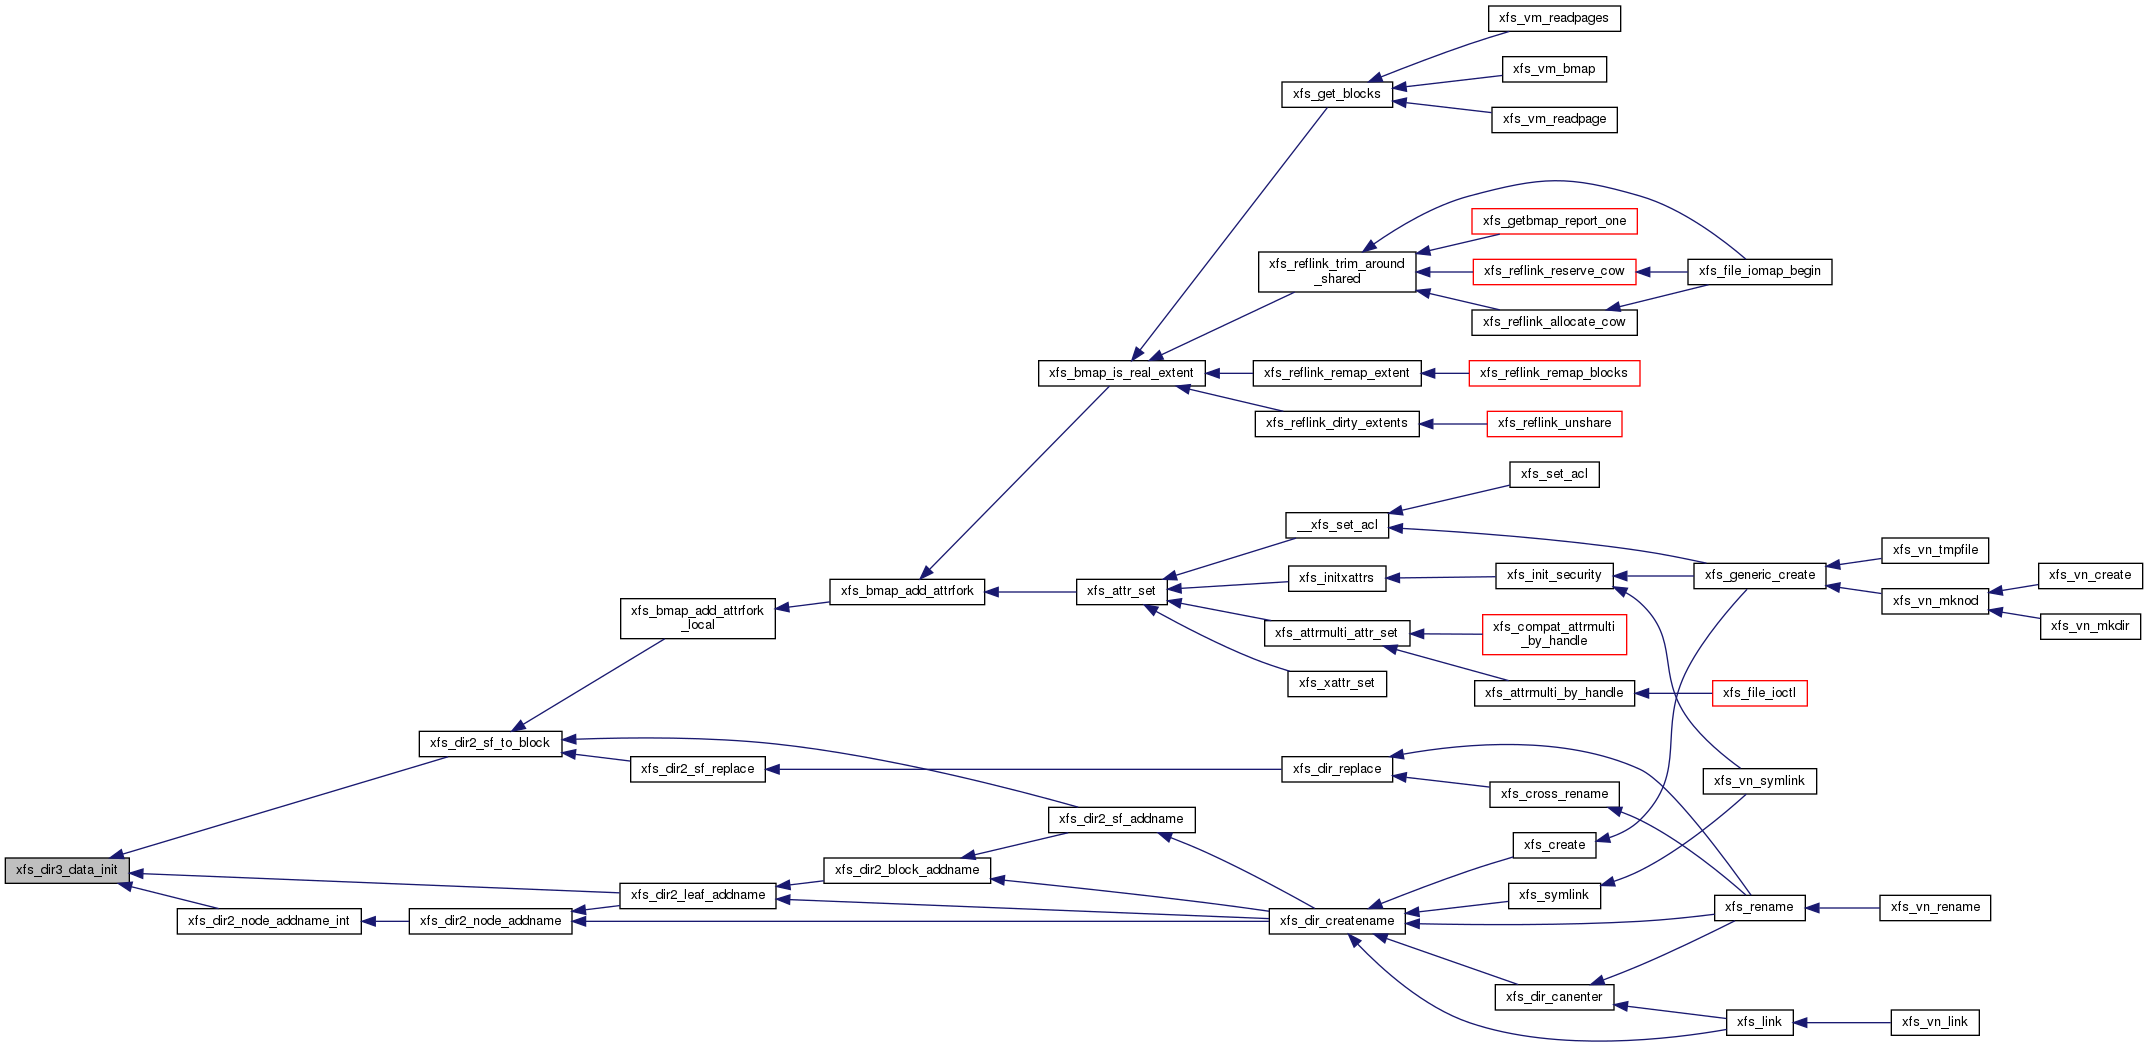 xfs_vm_readpages
xfs_vm_bmap
xfs_get_blocks
xfs_vm_readpage
xfs_getbmap_report_one
xfs_reflink_trim_around
_shared
xfs_reflink_reserve_cow
xfs_file_iomap_begin
xfs_reflink_allocate_cow
xfs_bmap_is_real_extent
xfs_reflink_remap_extent
xfs_reflink_remap_blocks
xfs_reflink_dirty_extents
xfs_reflink_unshare
xfs_set_acl
__xfs_set_acl
xfs_vn_tmpfile
xfs_initxattrs
xfs_init_security
xfs_generic_create
xfs_vn_create
xfs_bmap_add_attrfork
xfs_attr_set
xfs_vn_mknod
xfs_bmap_add_attrfork
_local
xfs_vn_mkdir
xfs_attrmulti_attr_set
xfs_compat_attrmulti
_by_handle
xfs_xattr_set
xfs_attrmulti_by_handle
xfs_file_ioctl
xfs_dir2_sf_to_block
xfs_dir2_sf_replace
xfs_dir_replace
xfs_vn_symlink
xfs_cross_rename
xfs_dir2_sf_addname
xfs_create
xfs_dir3_data_init
xfs_dir2_block_addname
xfs_dir2_leaf_addname
xfs_symlink
xfs_rename
xfs_vn_rename
xfs_dir2_node_addname_int
xfs_dir2_node_addname
xfs_dir_createname
xfs_dir_canenter
xfs_link
xfs_vn_link